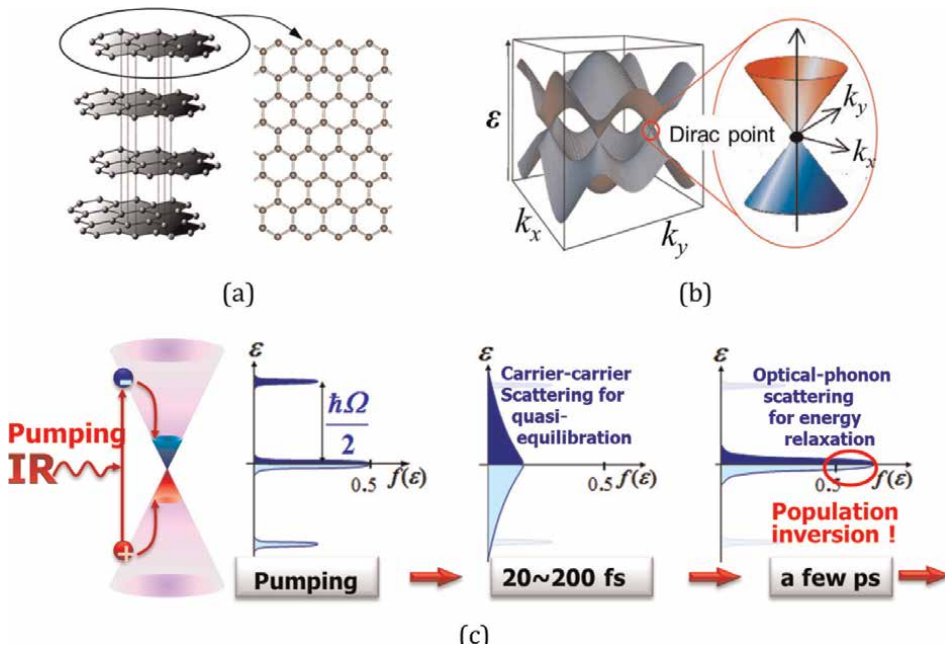 ε
k_x
k_y
Dirac point
k_y
k_x
(a)
(b)
Pumping
IR
ε
ħΩ
2
0.5 f(ε)
Pumping
ε
Carrier-carrier
Scattering for
quasi-
equilibration
0.5 f(ε)
20~200 fs
ε
Optical-phonon
scattering
for energy
relaxation
0.5 f(ε)
Population
inversion !
a few ps
(c)